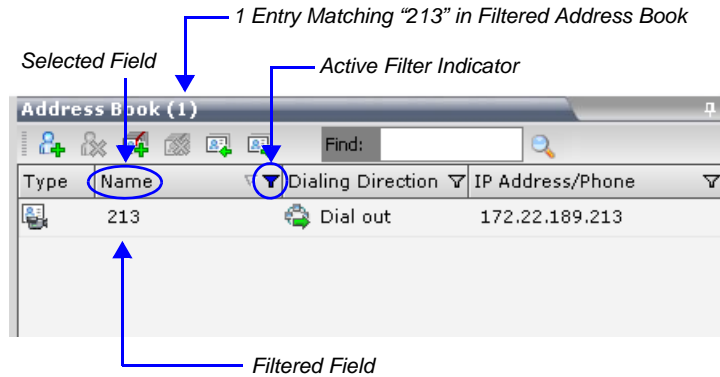 1 Entry Matching “213” in Filtered Address Book
Selected Field
Active Filter Indicator
Address Book (1)
Find:
Type Name Dialing Direction IP Address/Phone
213 Dial out 172.22.189.213
Filtered Field